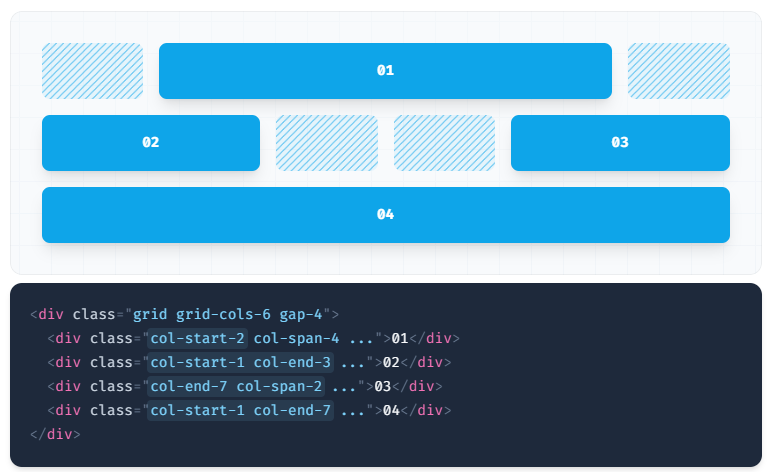 01
02 03
04
<div class="grid grid-cols-6 gap-4">
  <div class="col-start-2 col-span-4 ...">01</div>
  <div class="col-start-1 col-end-3 ...">02</div>
  <div class="col-end-7 col-span-2 ...">03</div>
  <div class="col-start-1 col-end-7 ...">04</div>
</div>